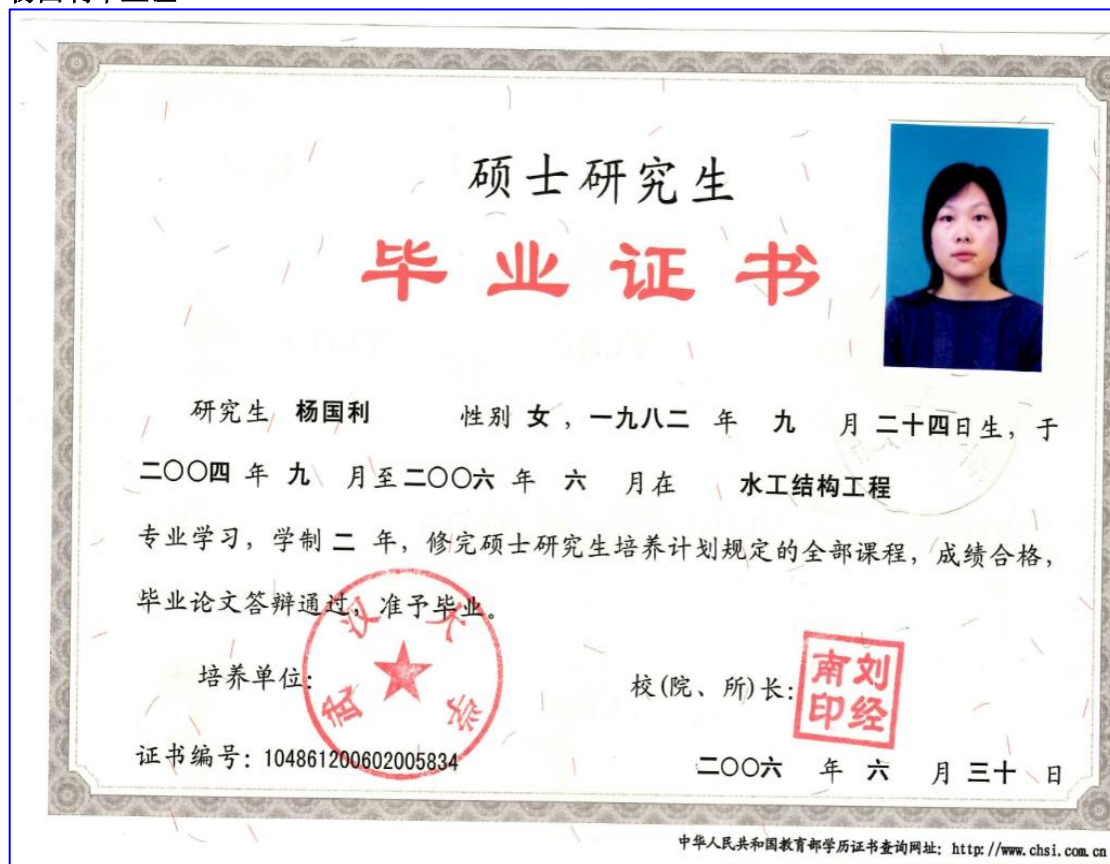 硕士研究生
毕业证书
研究生 杨国利 性别 女，一九八二 年 九 月 二十四日生，于
二〇〇四 年 九 月至二〇〇六 年 六 月在 水工结构工程
专业学习，学制 二 年，修完硕士研究生培养计划规定的全部课程，成绩合格，
毕业论文答辩通过，准予毕业。
培养单位：
武汉大学
校(院、所)长：
刘经南印
证书编号：104861200602005834
二〇〇六 年 六 月 三十 日
中华人民共和国教育部学历证书查询网址：http://www.chsi.com.cn